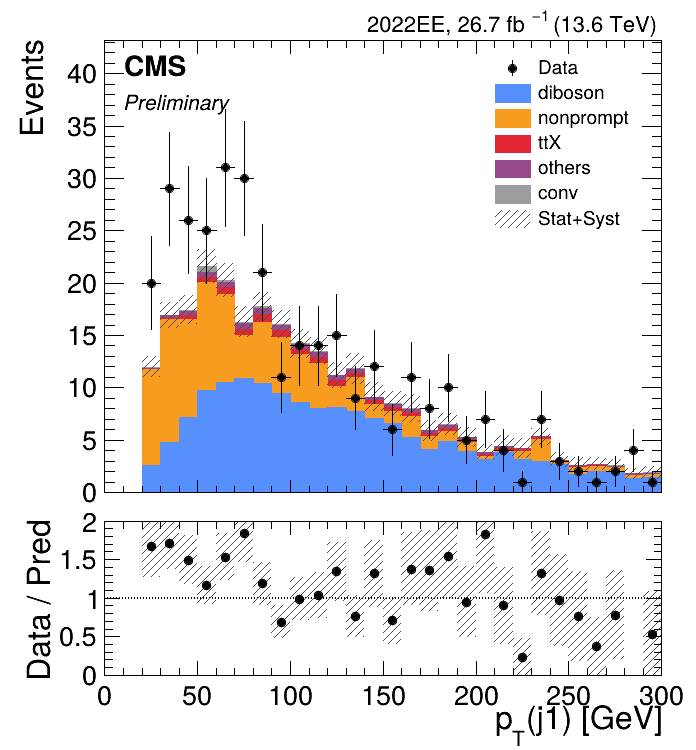 2022EE, 26.7 fb⁻¹ (13.6 TeV)
CMS
Preliminary
Events
40
35
30
25
20
15
10
5
0
Data
diboson
nonprompt
ttX
others
conv
Stat+Syst
Data / Pred
2
1.5
1
0.5
0
0 50 100 150 200 250 300
p_T(j1) [GeV]